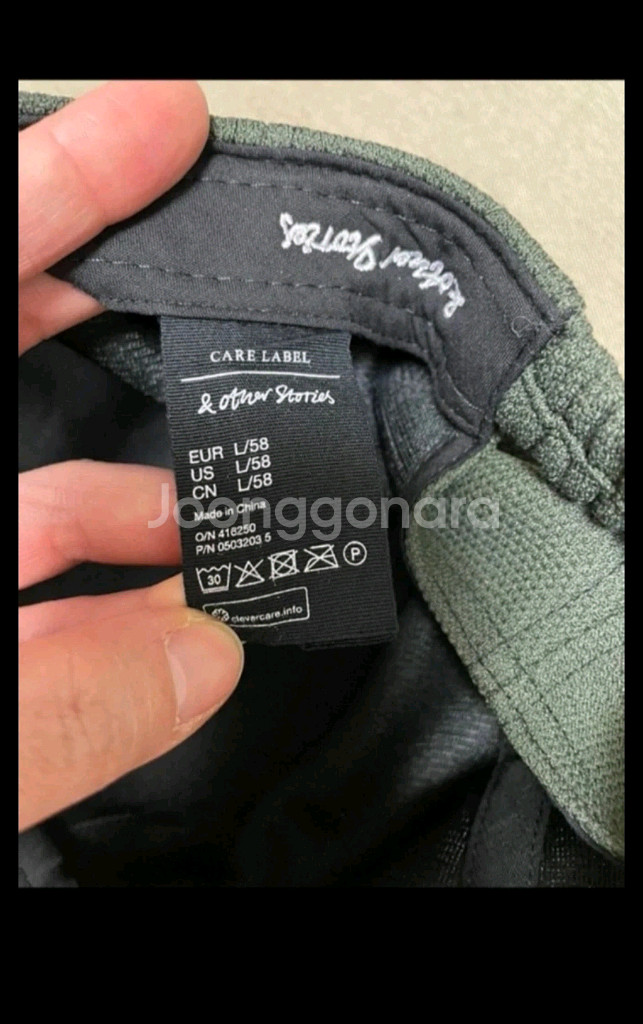 & other Stories
CARE LABEL
& other Stories
EUR L/58
US L/58
CN L/58
Made in China
O/N 416250
P/N 0503203 5
30 P
clevercare.info
Joonggonara